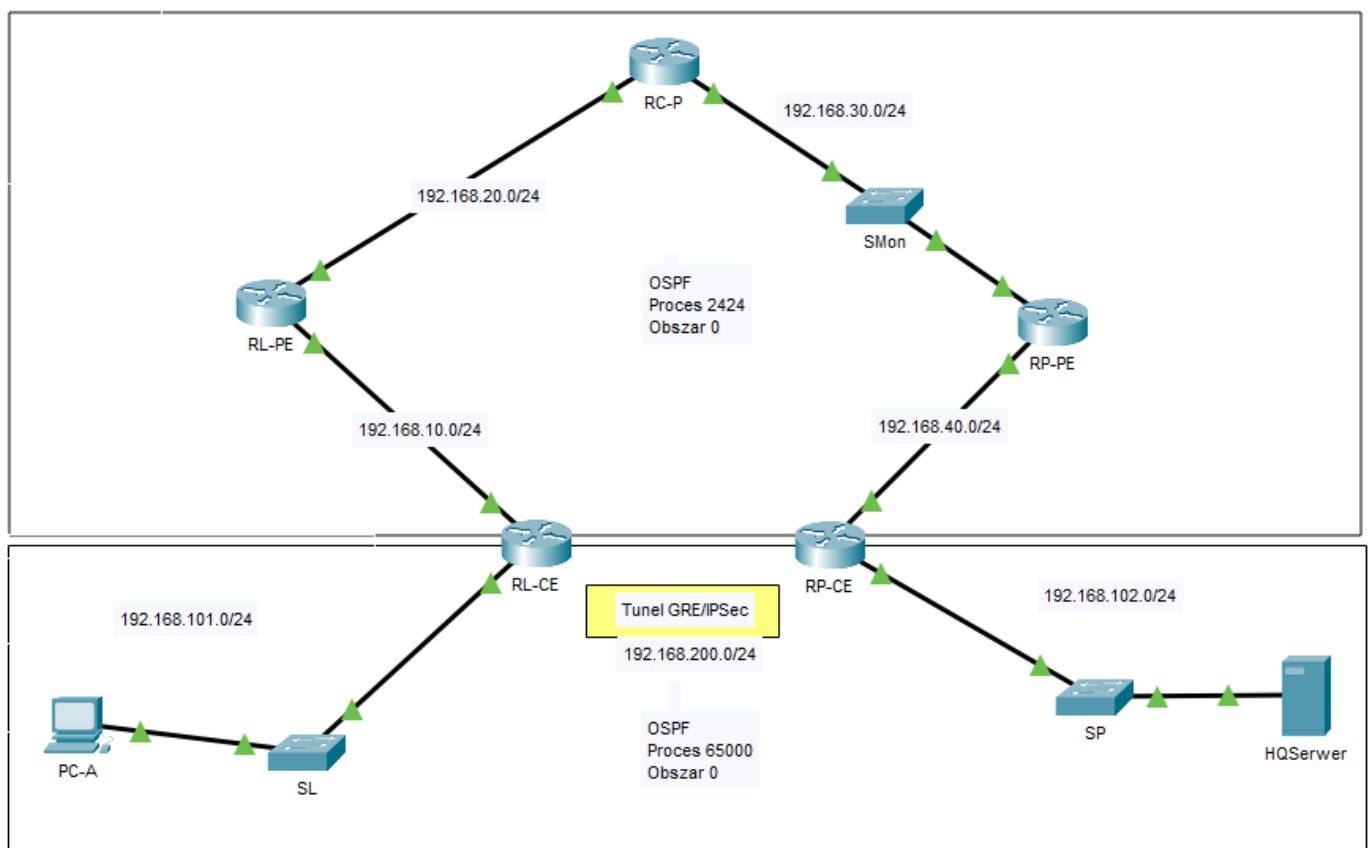 RC-P
192.168.30.0/24
192.168.20.0/24
SMon
OSPF
Proces 2424
Obszar 0
RL-PE
RP-PE
192.168.10.0/24
192.168.40.0/24
RL-CE
RP-CE
192.168.101.0/24
Tunel GRE/IPSec
192.168.102.0/24
192.168.200.0/24
OSPF
Proces 65000
Obszar 0
PC-A
SL
SP
HQSerwer